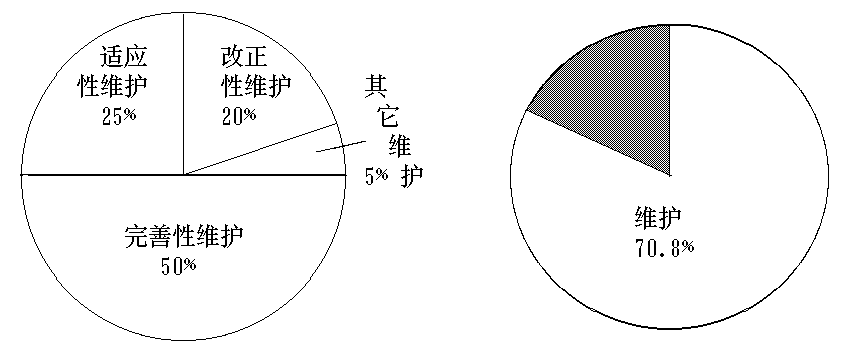 适应
性维护
25%
改正
性维护
20%
其
它
维
5% 护
完善性维护
50%
维护
70.8%